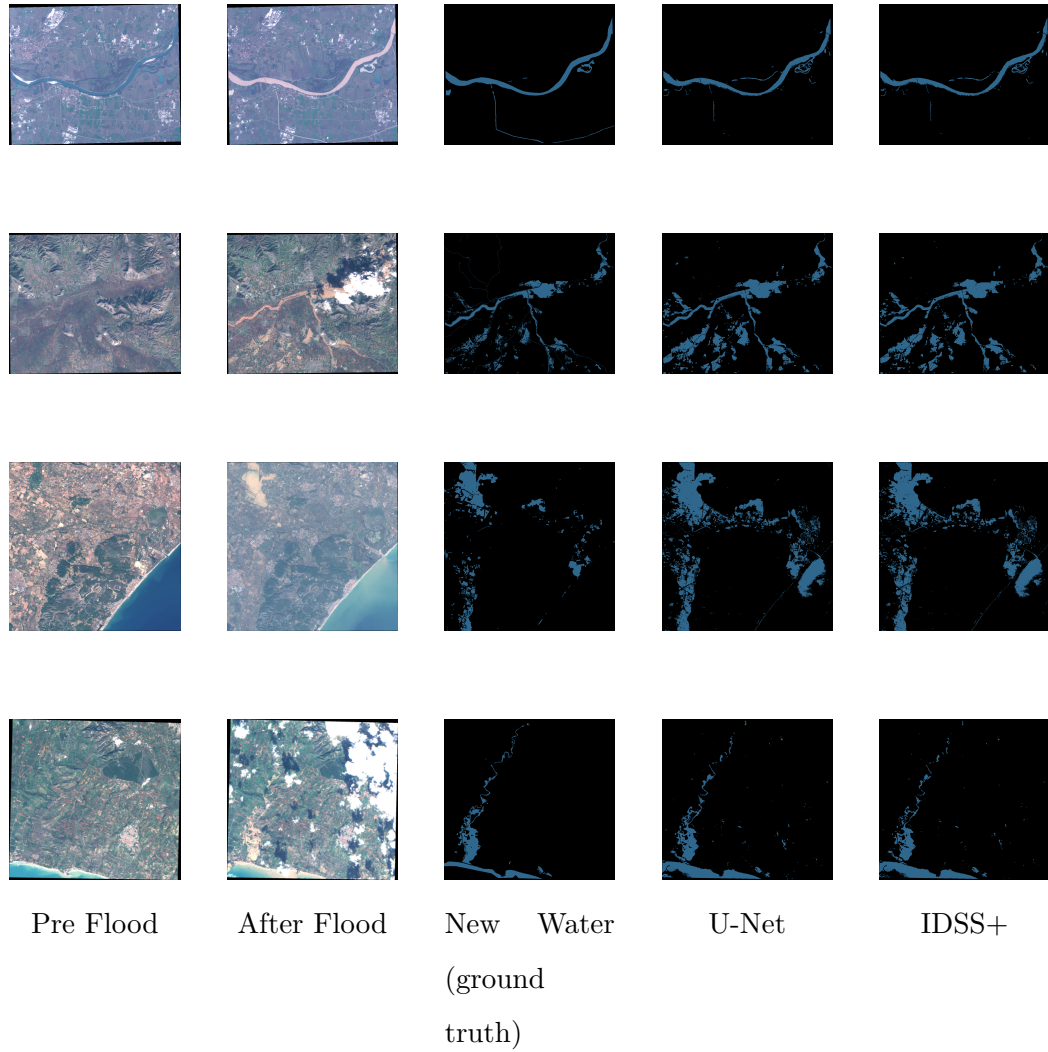 Pre Flood
After Flood
New Water
(ground
truth)
U-Net
IDSS+